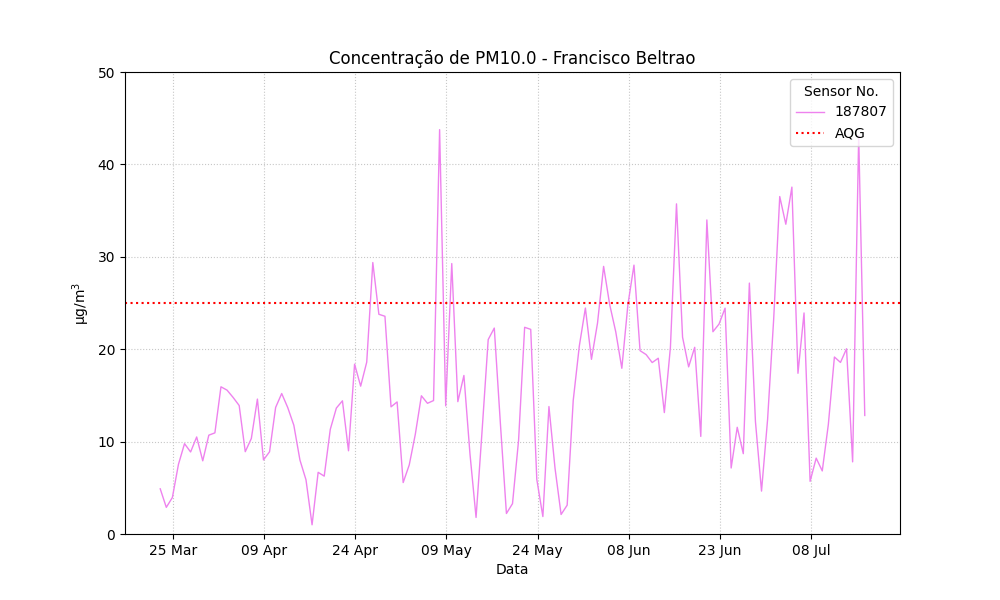 Concentração de PM10.0 - Francisco Beltrao
50
40
30
20
10
0
µg/m³
Sensor No.
187807
AQG
25 Mar
09 Apr
24 Apr
09 May
24 May
08 Jun
23 Jun
08 Jul
Data